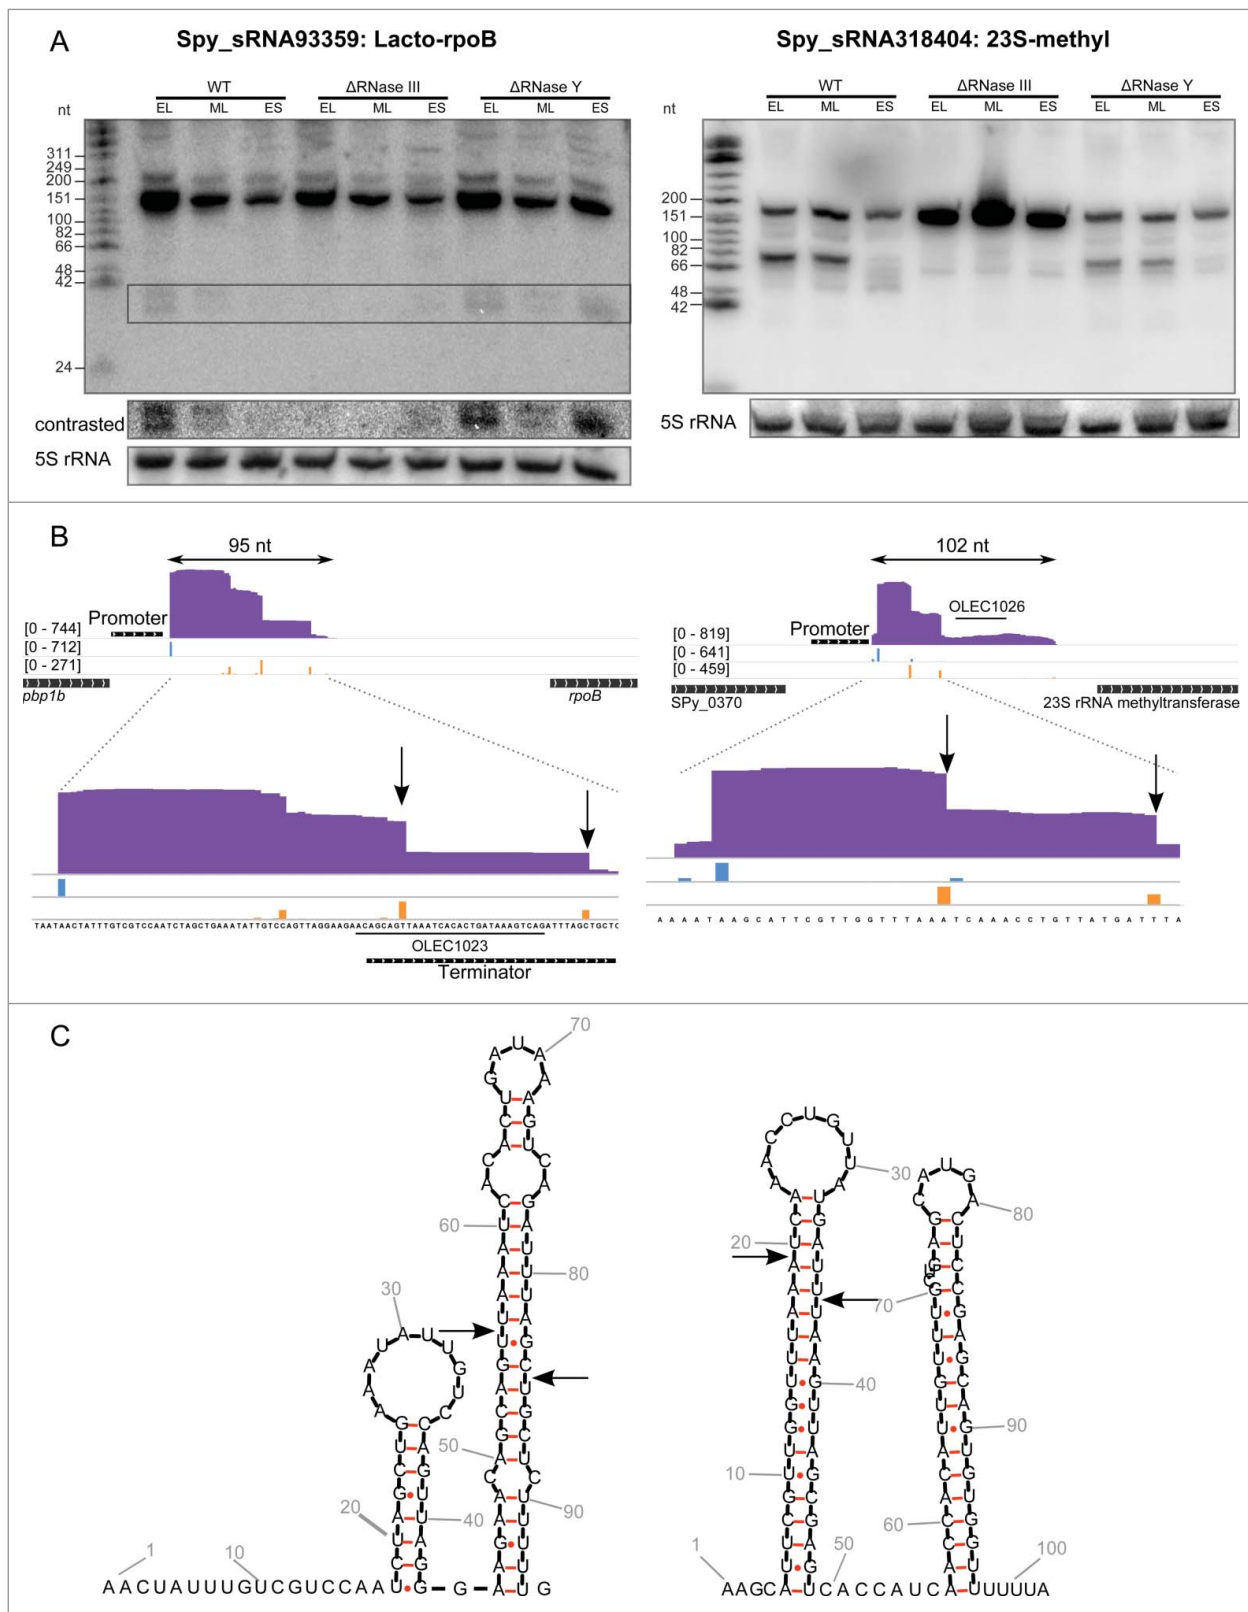 A
Spy_sRNA93359: Lacto-rpoB
Spy_sRNA318404: 23S-methyl
WT ΔRNase III ΔRNase Y
nt EL ML ES EL ML ES EL ML ES
311
249
200
151
100
82
66
48
42
24
contrasted
5S rRNA
WT ΔRNase III ΔRNase Y
nt EL ML ES EL ML ES EL ML ES
200
151
100
82
66
48
42
5S rRNA
B
95 nt
Promoter
[0 - 744]
[0 - 712]
[0 - 271]
pbp1b rpoB
TAATAACTATTTGTCGTCCAATCTAGCTGAAATATTGTCCAGTTAGGAAGAACAGCAGTTAAATCACACTGATAAAGTCAGATTTAGCTGCTC
OLEC1023
Terminator
102 nt
OLEC1026
Promoter
[0 - 819]
[0 - 641]
[0 - 459]
SPy_0370 23S rRNA methyltransferase
A A A A T A A G C A T T C G T T G G T T T A A A T C A A A C C T G T T A T G A T T T A
C
1
10
20
30
40
50
60
70
80
90
AACUAUUUGUCGUCCAAU
G
G
1
10
20
30
40
50
60
70
80
90
100
AAGCA
UCACCAUCA
UUUUUA